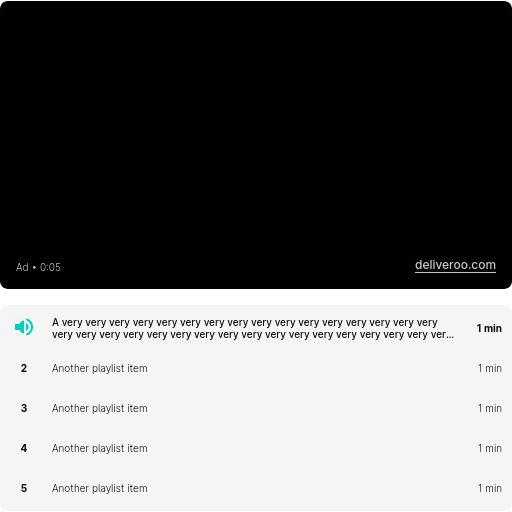 Ad • 0:05
deliveroo.com
A very very very very very very very very very very very very very very very very
very very very very very very very very very very very very very very very very ver...
1 min
2 Another playlist item 1 min
3 Another playlist item 1 min
4 Another playlist item 1 min
5 Another playlist item 1 min